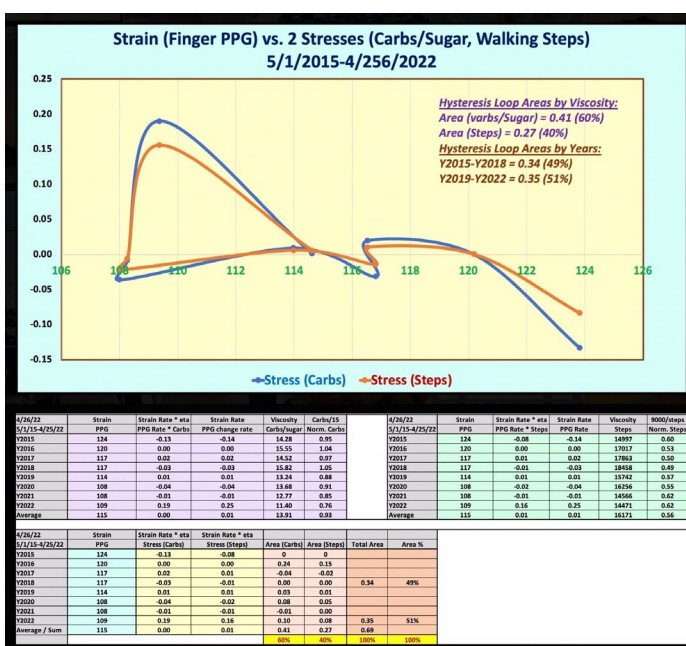 Strain (Finger PPG) vs. 2 Stresses (Carbs/Sugar, Walking Steps)
5/1/2015-4/256/2022
0.25
0.20
0.15
0.10
0.05
0.00
-0.05
-0.10
-0.15
106 108 110 112 114 116 118 120 122 124 126
Hysteresis Loop Areas by Viscosity:
Area (varbs/Sugar) = 0.41 (60%)
Area (Steps) = 0.27 (40%)
Hysteresis Loop Areas by Years:
Y2015-Y2018 = 0.34 (49%)
Y2019-Y2022 = 0.35 (51%)
Stress (Carbs) Stress (Steps)
4/26/22 Strain Strain Rate * eta Strain Rate Viscosity Carbs/15
5/1/15-4/25/22 PPG PPG Rate * Carbs PPG change rate Carbs/sugar Norm. Carbs
Y2015 124 -0.13 -0.14 14.28 0.95
Y2016 120 0.00 0.00 15.55 1.04
Y2017 117 0.02 0.02 14.52 0.97
Y2018 117 -0.03 -0.03 15.82 1.05
Y2019 114 0.01 0.01 13.24 0.88
Y2020 108 -0.04 -0.04 13.68 0.91
Y2021 108 -0.01 -0.01 12.77 0.85
Y2022 109 0.19 0.25 11.40 0.76
Average 115 0.00 0.01 13.91 0.93
4/26/22 Strain Strain Rate * eta Strain Rate Viscosity 9000/steps
5/1/15-4/25/22 PPG PPG Rate * Steps PPG Rate Steps Norm. Steps
Y2015 124 -0.08 -0.14 14997 0.60
Y2016 120 0.00 0.00 17017 0.53
Y2017 117 0.01 0.02 17863 0.50
Y2018 117 -0.01 -0.03 18458 0.49
Y2019 114 0.01 0.01 15742 0.57
Y2020 108 -0.02 -0.04 16256 0.55
Y2021 108 -0.01 -0.01 14566 0.62
Y2022 109 0.16 0.25 14471 0.62
Average 115 0.01 0.01 16171 0.56
4/26/22 Strain Strain Rate * eta Strain Rate * eta
5/1/15-4/25/22 PPG Stress (Carbs) Stress (Steps) Area (Carbs) Area (Steps) Total Area Area %
Y2015 124 -0.13 -0.08 0 0
Y2016 120 0.00 0.00 0.24 0.15
Y2017 117 0.02 0.01 -0.04 -0.02
Y2018 117 -0.03 -0.01 0.00 0.00 0.34 49%
Y2019 114 0.01 0.01 0.03 0.01
Y2020 108 -0.04 -0.02 0.08 0.05
Y2021 108 -0.01 -0.01 -0.01 0.00
Y2022 109 0.19 0.16 0.10 0.08 0.35 51%
Average / Sum 115 0.00 0.01 0.41 0.27 0.69
60% 40% 100% 100%